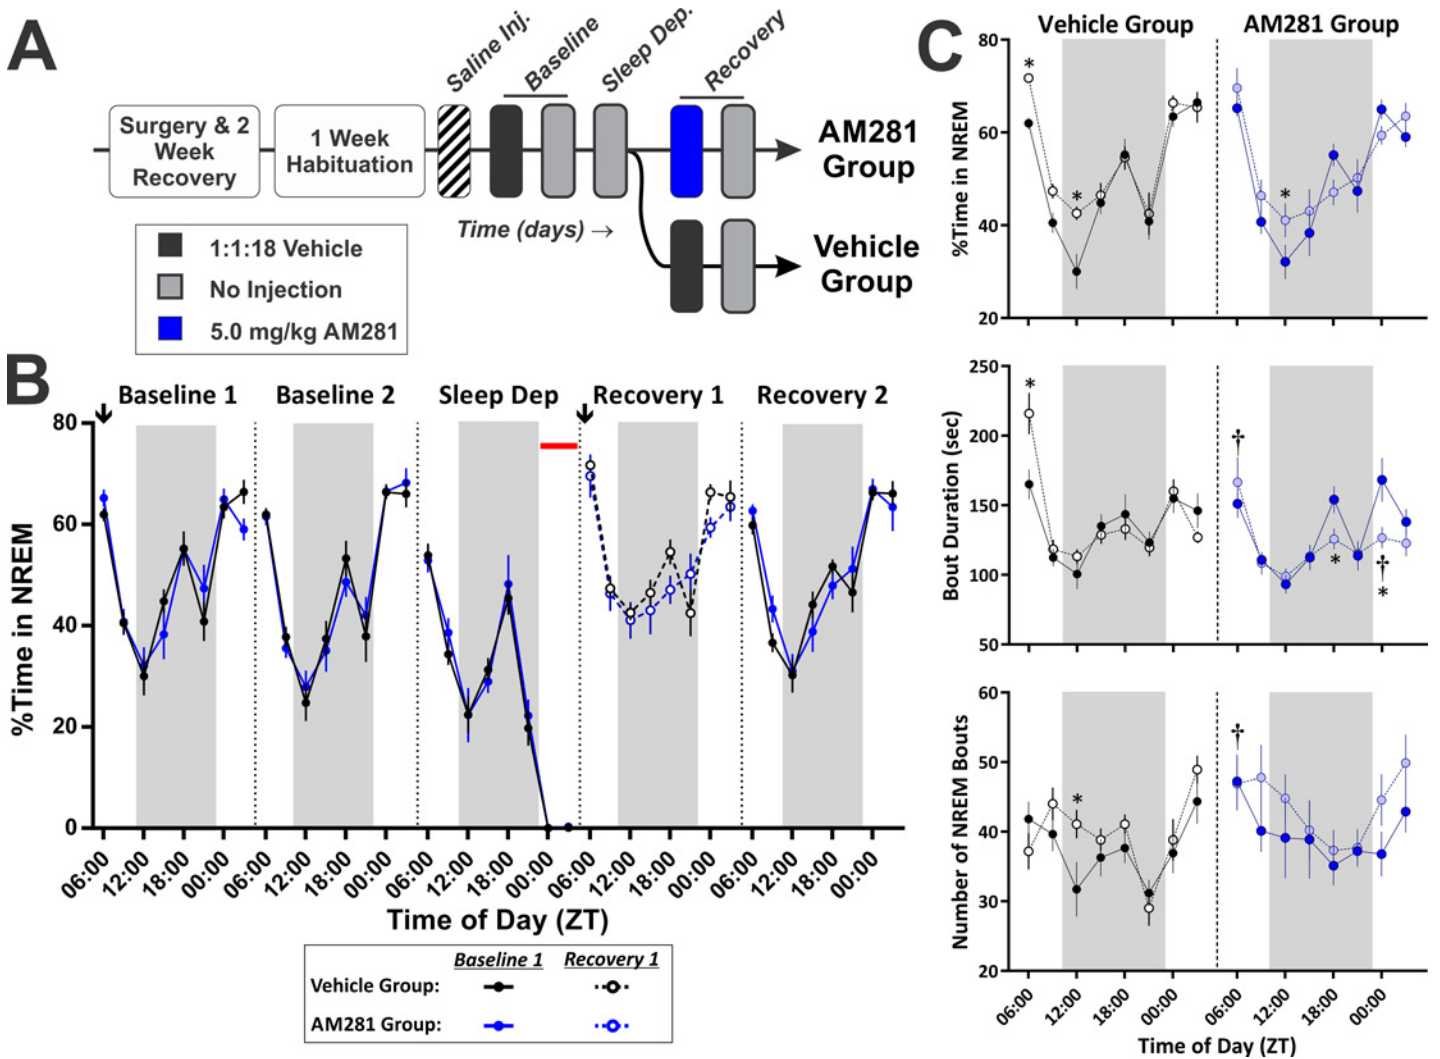 A
Saline Inj.
Baseline
Sleep Dep.
Recovery
Surgery & 2
Week
Recovery
1 Week
Habituation
AM281
Group
Time (days) →
Vehicle
Group
1:1:18 Vehicle
No Injection
5.0 mg/kg AM281
B
Baseline 1
Baseline 2
Sleep Dep
Recovery 1
Recovery 2
%Time in NREM
80
60
40
20
0
06:00
12:00
18:00
00:00
06:00
12:00
18:00
00:00
06:00
12:00
18:00
00:00
06:00
12:00
18:00
00:00
06:00
12:00
18:00
00:00
Time of Day (ZT)
Baseline 1 Recovery 1
Vehicle Group:
AM281 Group:
C
Vehicle Group
AM281 Group
%Time in NREM
80
60
40
20
*
*
*
Bout Duration (sec)
250
200
150
100
50
*
†
*
†
*
Number of NREM Bouts
60
50
40
30
20
*
†
06:00
12:00
18:00
00:00
06:00
12:00
18:00
00:00
Time of Day (ZT)